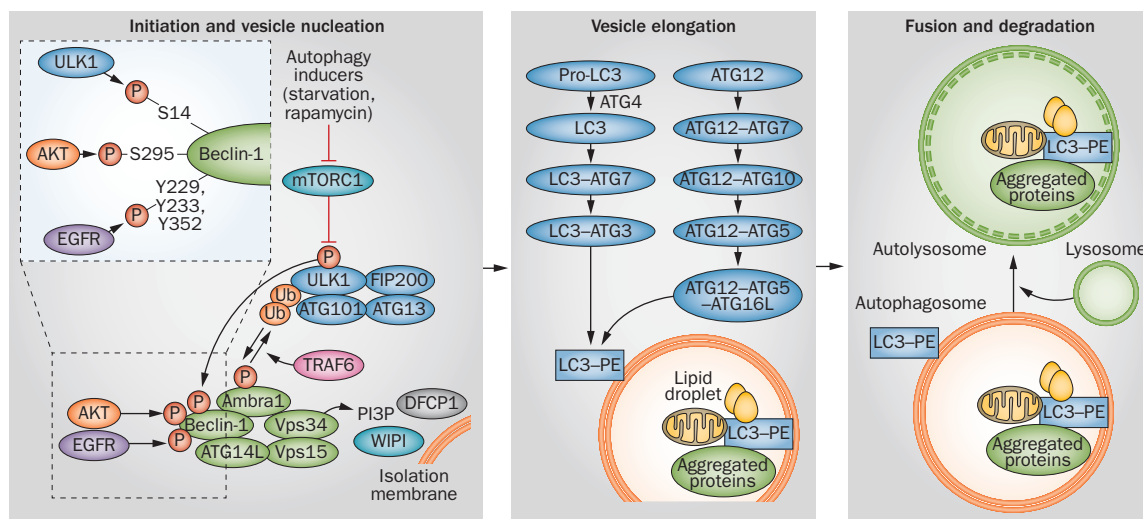 Initiation and vesicle nucleation
ULK1
P
S14
AKT
P
S295
Beclin-1
Y229,
Y233,
Y352
P
EGFR
Autophagy
inducers
(starvation,
rapamycin)
mTORC1
P
ULK1
FIP200
Ub
Ub
ATG101
ATG13
TRAF6
P
Ambra1
AKT
P
P
Beclin-1
EGFR
P
Vps34
ATG14L
Vps15
PI3P
DFCP1
WIPI
Isolation
membrane
Vesicle elongation
Pro-LC3
ATG4
LC3
LC3–ATG7
LC3–ATG3
ATG12
ATG12–ATG7
ATG12–ATG10
ATG12–ATG5
ATG12–ATG5
–ATG16L
LC3–PE
Lipid
droplet
LC3–PE
Aggregated
proteins
Fusion and degradation
LC3–PE
Aggregated
proteins
Autolysosome
Lysosome
Autophagosome
LC3–PE
LC3–PE
Aggregated
proteins